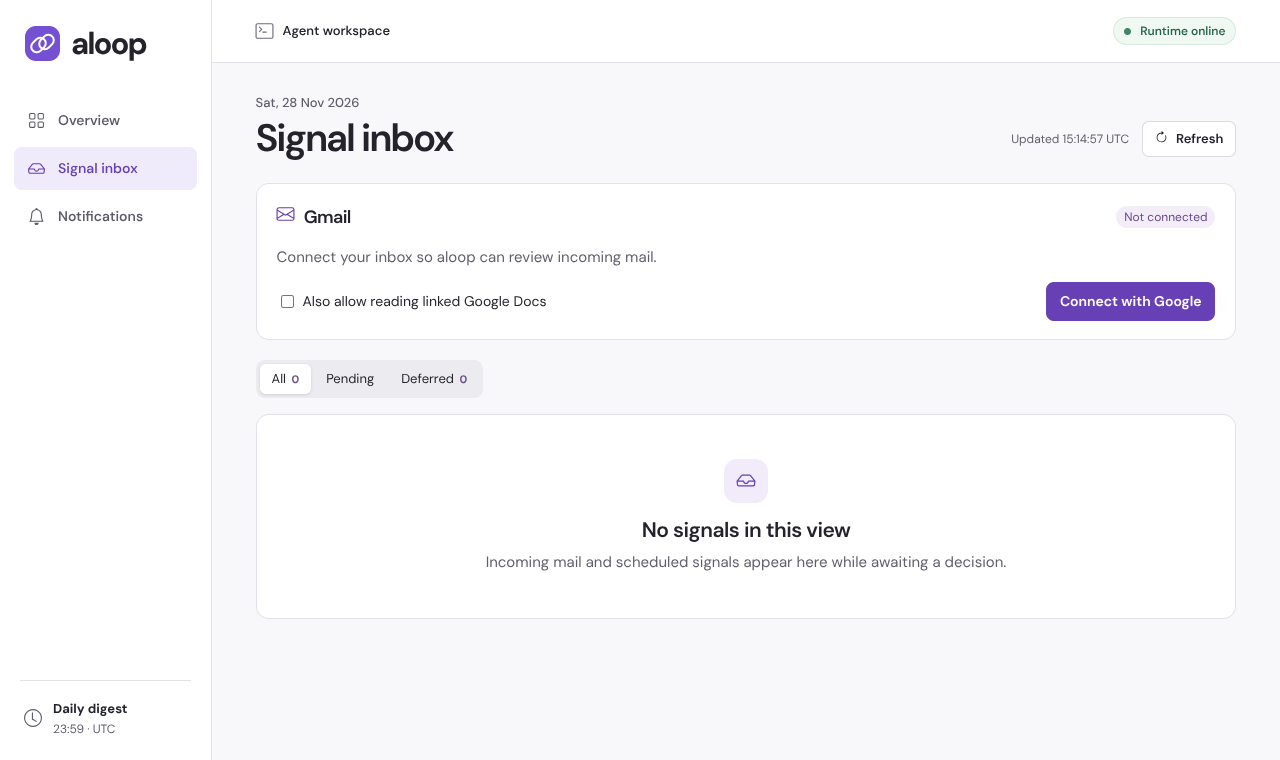 aloop
Overview
Signal inbox
Notifications
Daily digest
23:59 · UTC
Agent workspace
Runtime online
Sat, 28 Nov 2026
Signal inbox
Updated 15:14:57 UTC
Refresh
Gmail
Not connected
Connect your inbox so aloop can review incoming mail.
Also allow reading linked Google Docs
Connect with Google
All 0
Pending
Deferred 0
No signals in this view
Incoming mail and scheduled signals appear here while awaiting a decision.